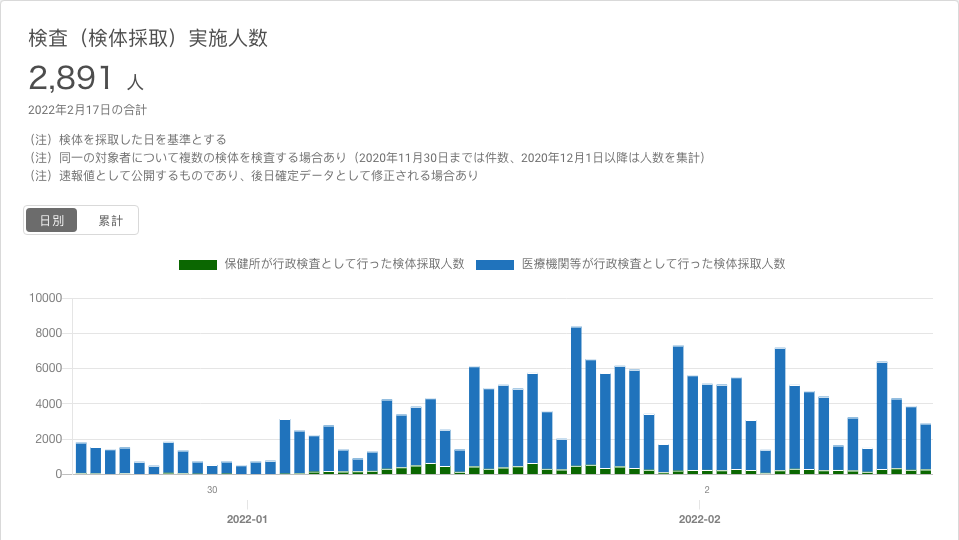 検査（検体採取）実施人数
2,891 人
2022年2月17日の合計
（注）検体を採取した日を基準とする
（注）同一の対象者について複数の検体を検査する場合あり（2020年11月30日までは件数、2020年12月1日以降は人数を集計）
（注）速報値として公開するものであり、後日確定データとして修正される場合あり
日別 累計
保健所が行政検査として行った検体採取人数 医療機関等が行政検査として行った検体採取人数
10000
8000
6000
4000
2000
0
30 2
2022-01 2022-02